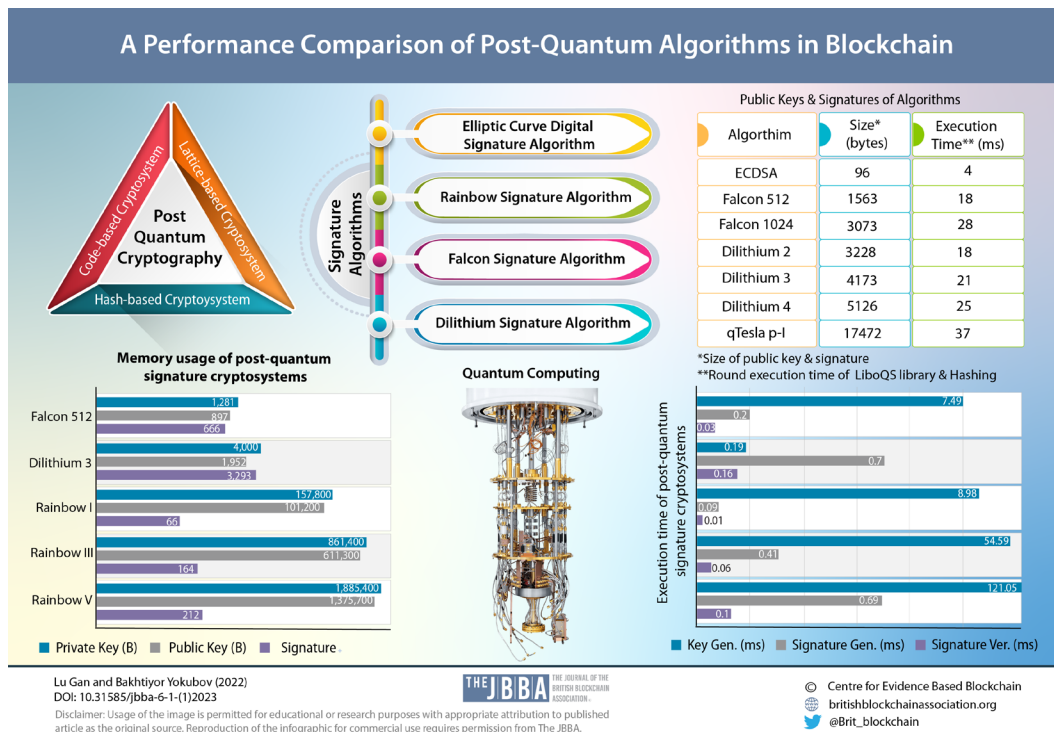 A Performance Comparison of Post-Quantum Algorithms in Blockchain
Code-based Cryptosystem
Lattice-based Cryptosystem
Post
Quantum
Cryptography
Hash-based Cryptoysystem
Signature
Algorithms
Elliptic Curve Digital
Signature Algorithm
Rainbow Signature Algorithm
Falcon Signature Algorithm
Dilithium Signature Algorithm
Public Keys & Signatures of Algorithms
Algorthim Size* (bytes) Execution Time** (ms)
ECDSA 96 4
Falcon 512 1563 18
Falcon 1024 3073 28
Dilithium 2 3228 18
Dilithium 3 4173 21
Dilithium 4 5126 25
qTesla p-I 17472 37
*Size of public key & signature
**Round execution time of LiboQS library & Hashing
Memory usage of post-quantum
signature cryptosystems
Falcon 512
1,281
897
666
Dilithium 3
4,000
1,952
3,293
Rainbow I
157,800
101,200
66
Rainbow III
861,400
611,300
164
Rainbow V
1,885,400
1,375,700
212
Private Key (B) Public Key (B) Signature
Quantum Computing
Execution time of post-quantum
signature cryptosystems
7.49
0.2
0.03
0.19
0.7
0.16
8.98
0.09
0.01
54.59
0.41
0.06
121.05
0.69
0.1
Key Gen. (ms) Signature Gen. (ms) Signature Ver. (ms)
Lu Gan and Bakhtiyor Yokubov (2022)
DOI: 10.31585/jbba-6-1-(1)2023
Disclaimer: Usage of the image is permitted for educational or research purposes with appropriate attribution to published
article as the original source. Reproduction of the infographic for commercial use requires permission from The JBBA.
THE JBBA
THE JOURNAL OF THE
BRITISH BLOCKCHAIN
ASSOCIATION
© Centre for Evidence Based Blockchain
britishblockchainassociation.org
@Brit_blockchain